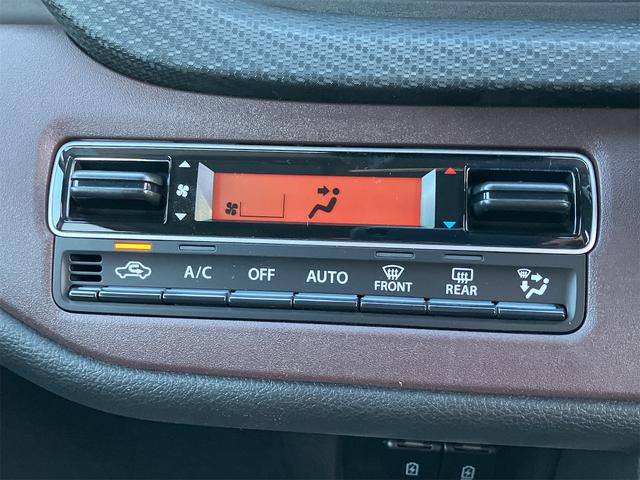 A/C OFF AUTO FRONT REAR